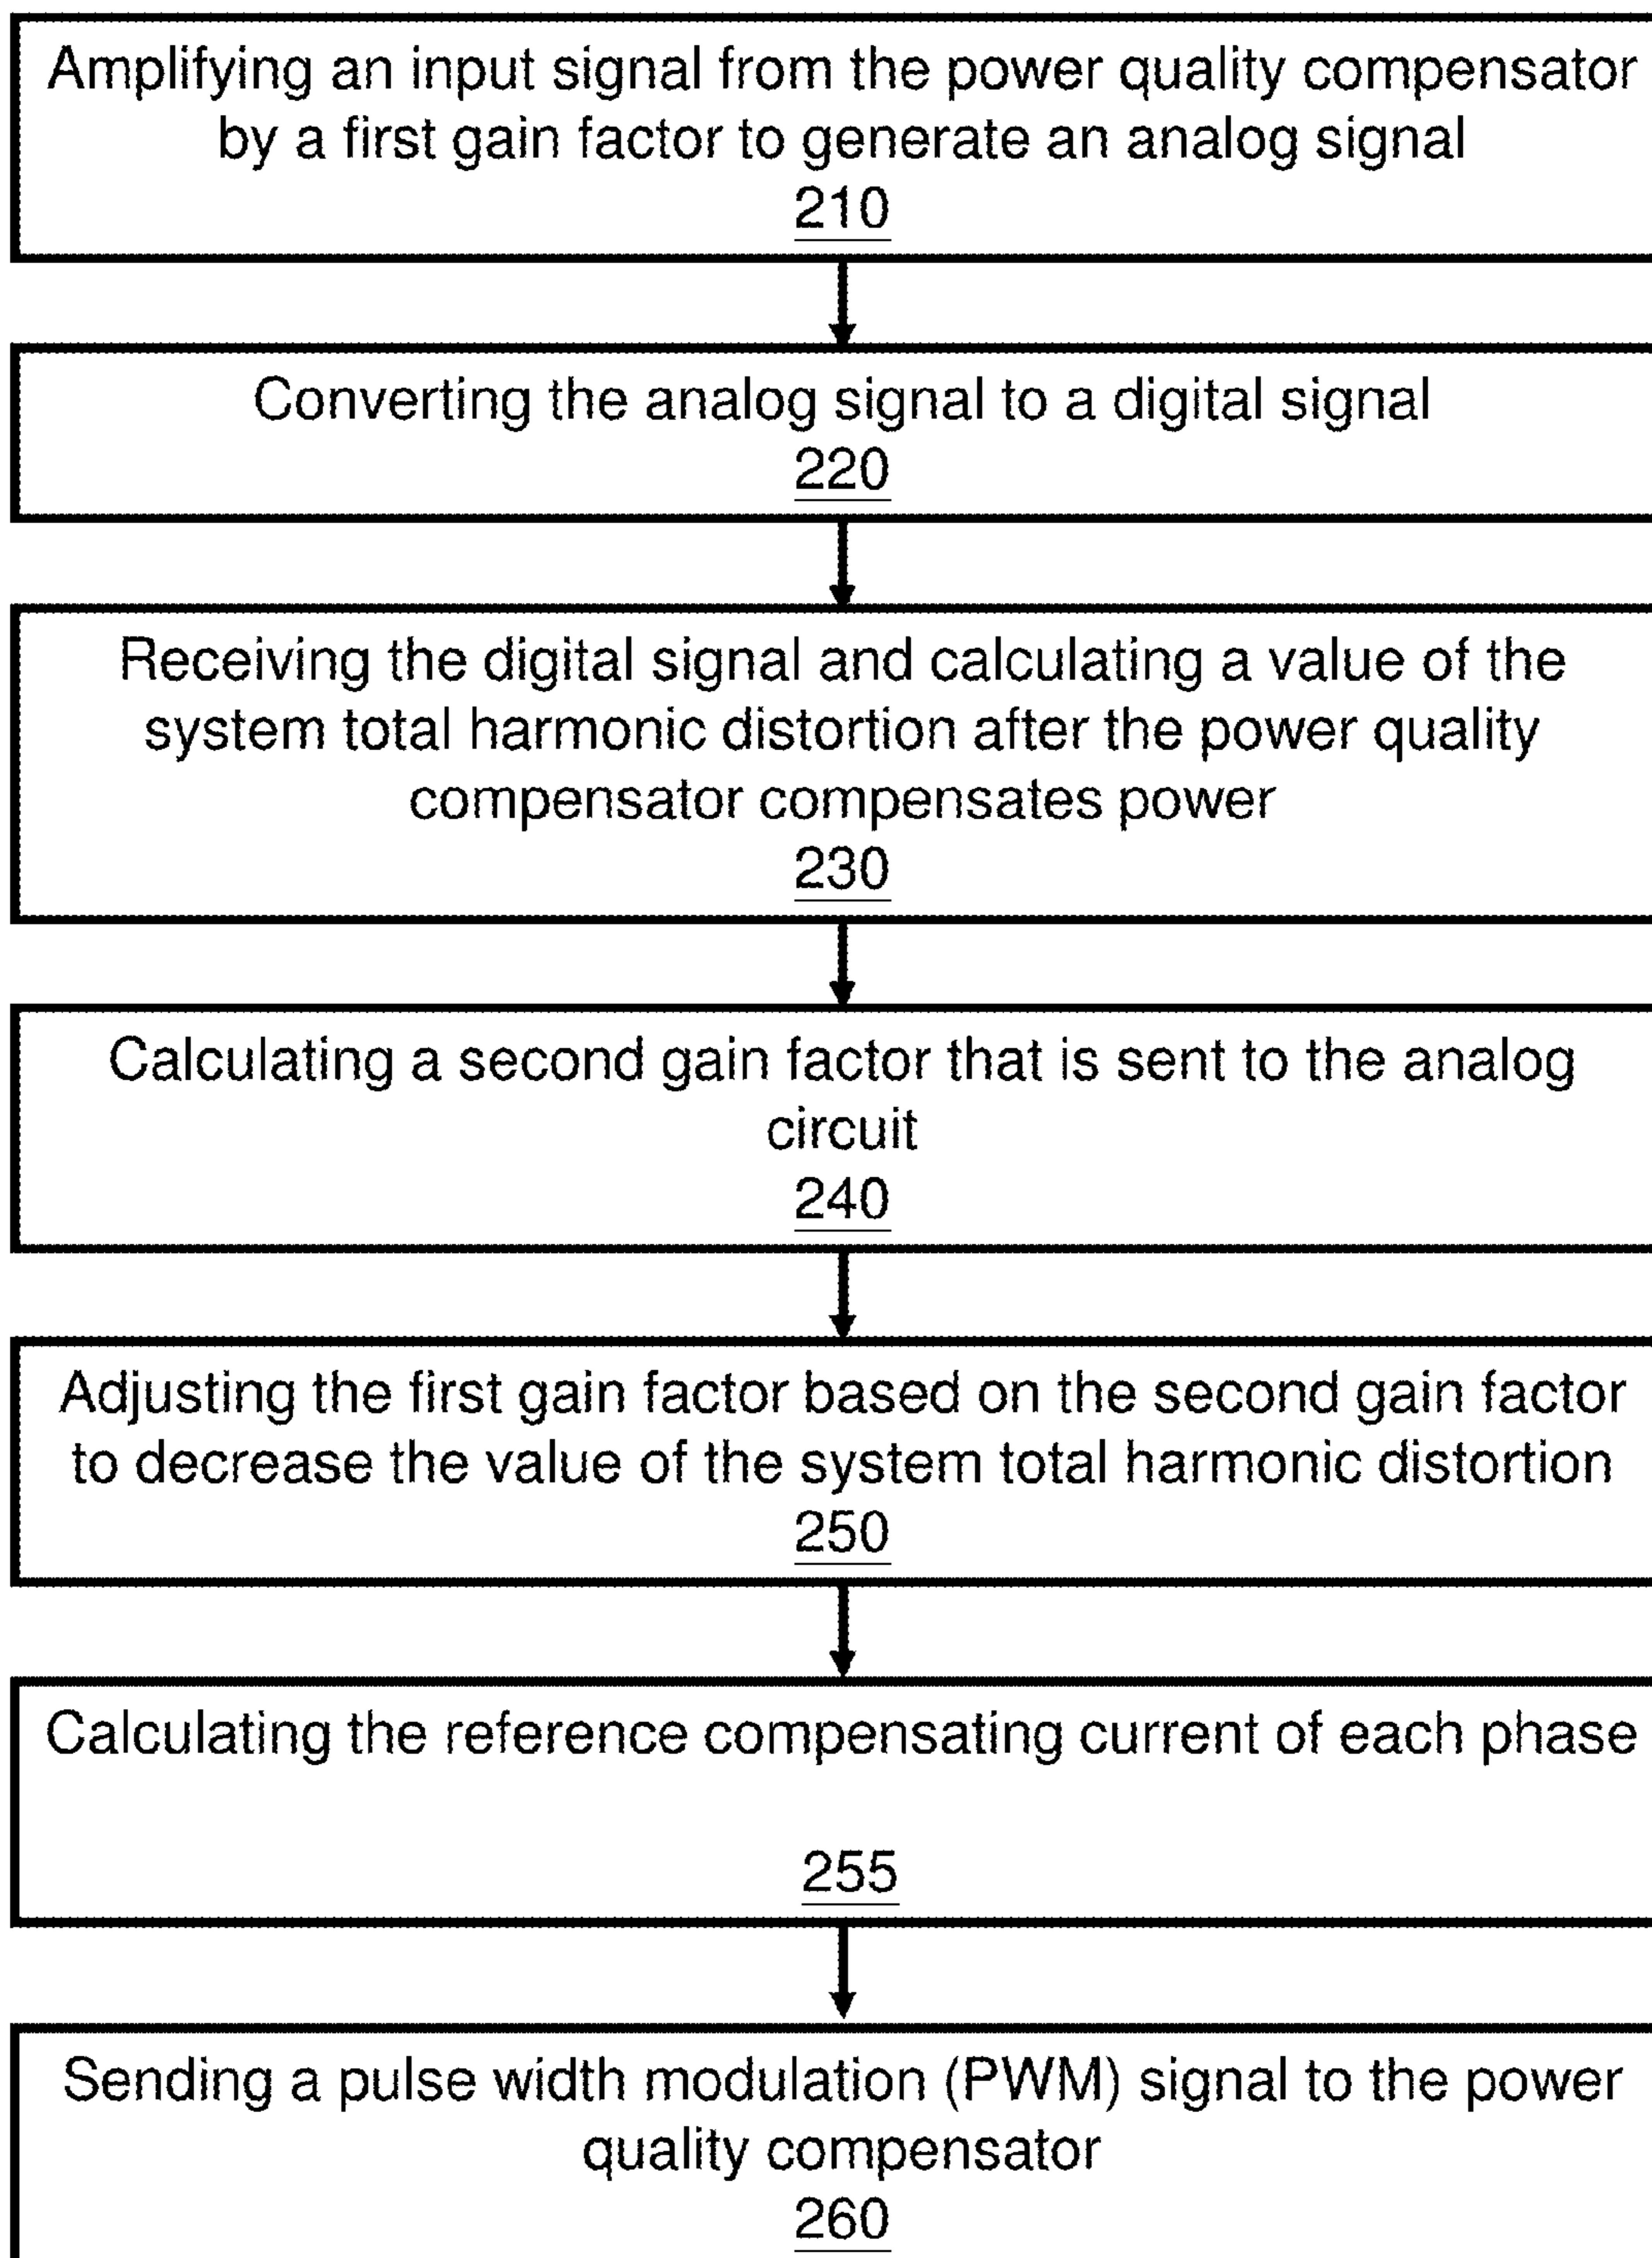 Amplifying an input signal from the power quality compensator
by a first gain factor to generate an analog signal
210
Converting the analog signal to a digital signal
220
Receiving the digital signal and calculating a value of the
system total harmonic distortion after the power quality
compensator compensates power
230
Calculating a second gain factor that is sent to the analog
circuit
240
Adjusting the first gain factor based on the second gain factor
to decrease the value of the system total harmonic distortion
250
Calculating the reference compensating current of each phase
255
Sending a pulse width modulation (PWM) signal to the power
quality compensator
260